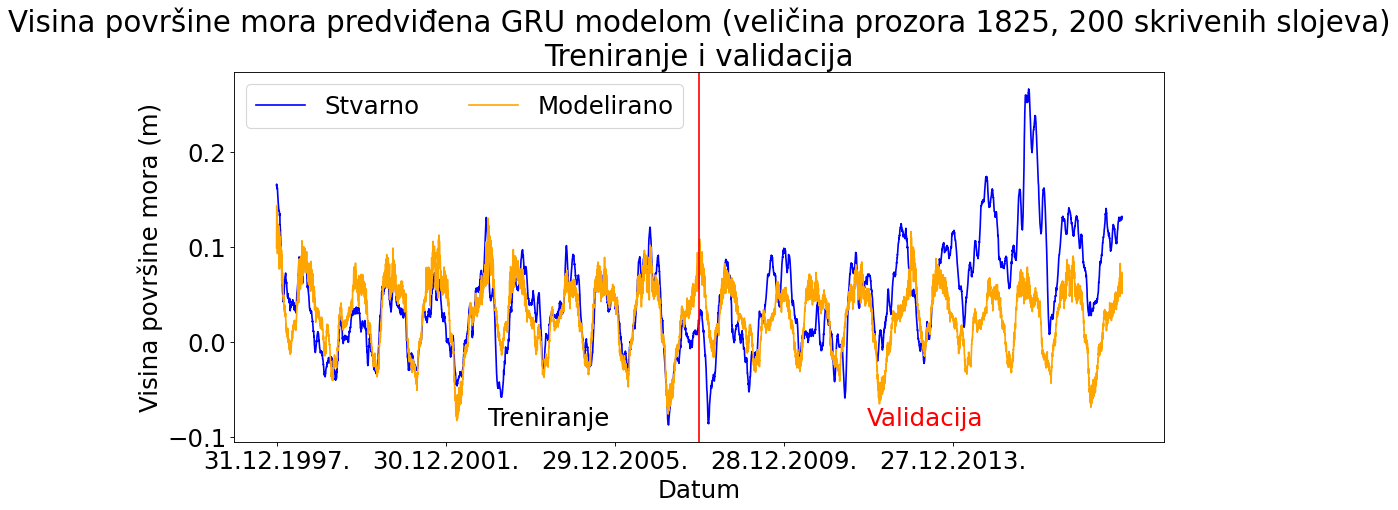 Visina površine mora predviđena GRU modelom (veličina prozora 1825, 200 skrivenih slojeva)
Treniranje i validacija
Stvarno
Modelirano
Visina površine mora (m)
0.2
0.1
0.0
−0.1
Treniranje
Validacija
31.12.1997.
30.12.2001.
29.12.2005.
28.12.2009.
27.12.2013.
Datum